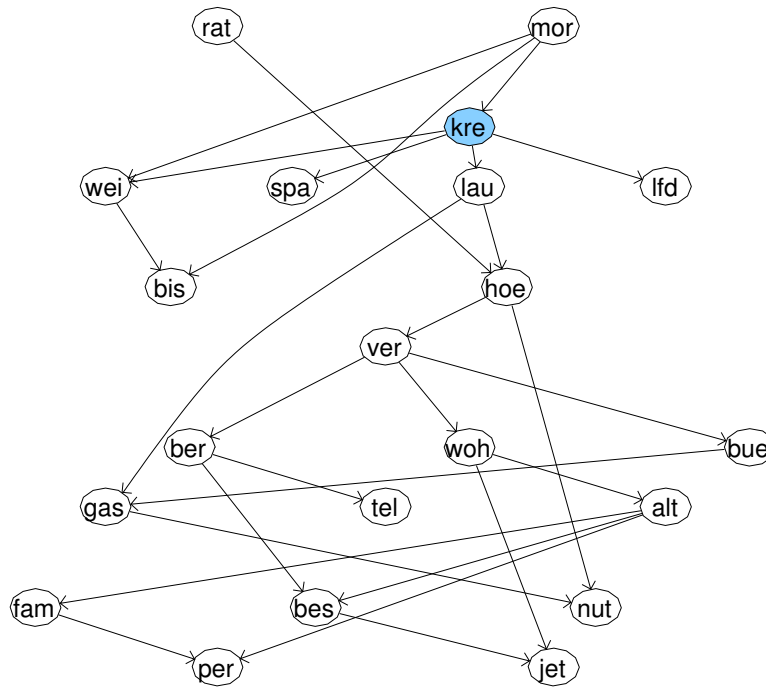 rat mor
kre
wei spa lau lfd
bis hoe
ver
ber woh bue
gas tel alt
fam bes nut
per jet